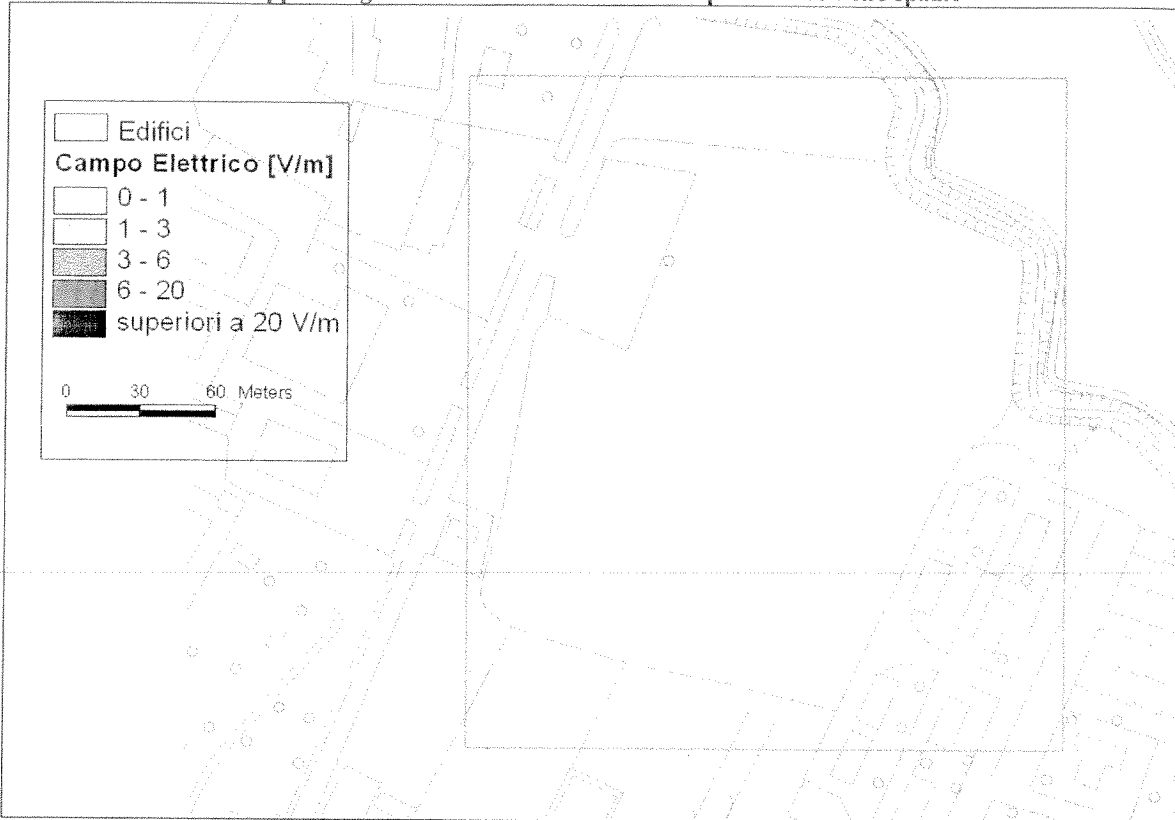 Edifici
Campo Elettrico [V/m]
0 - 1
1 - 3
3 - 6
6 - 20
superiori a 20 V/m
0 30 60 Meters